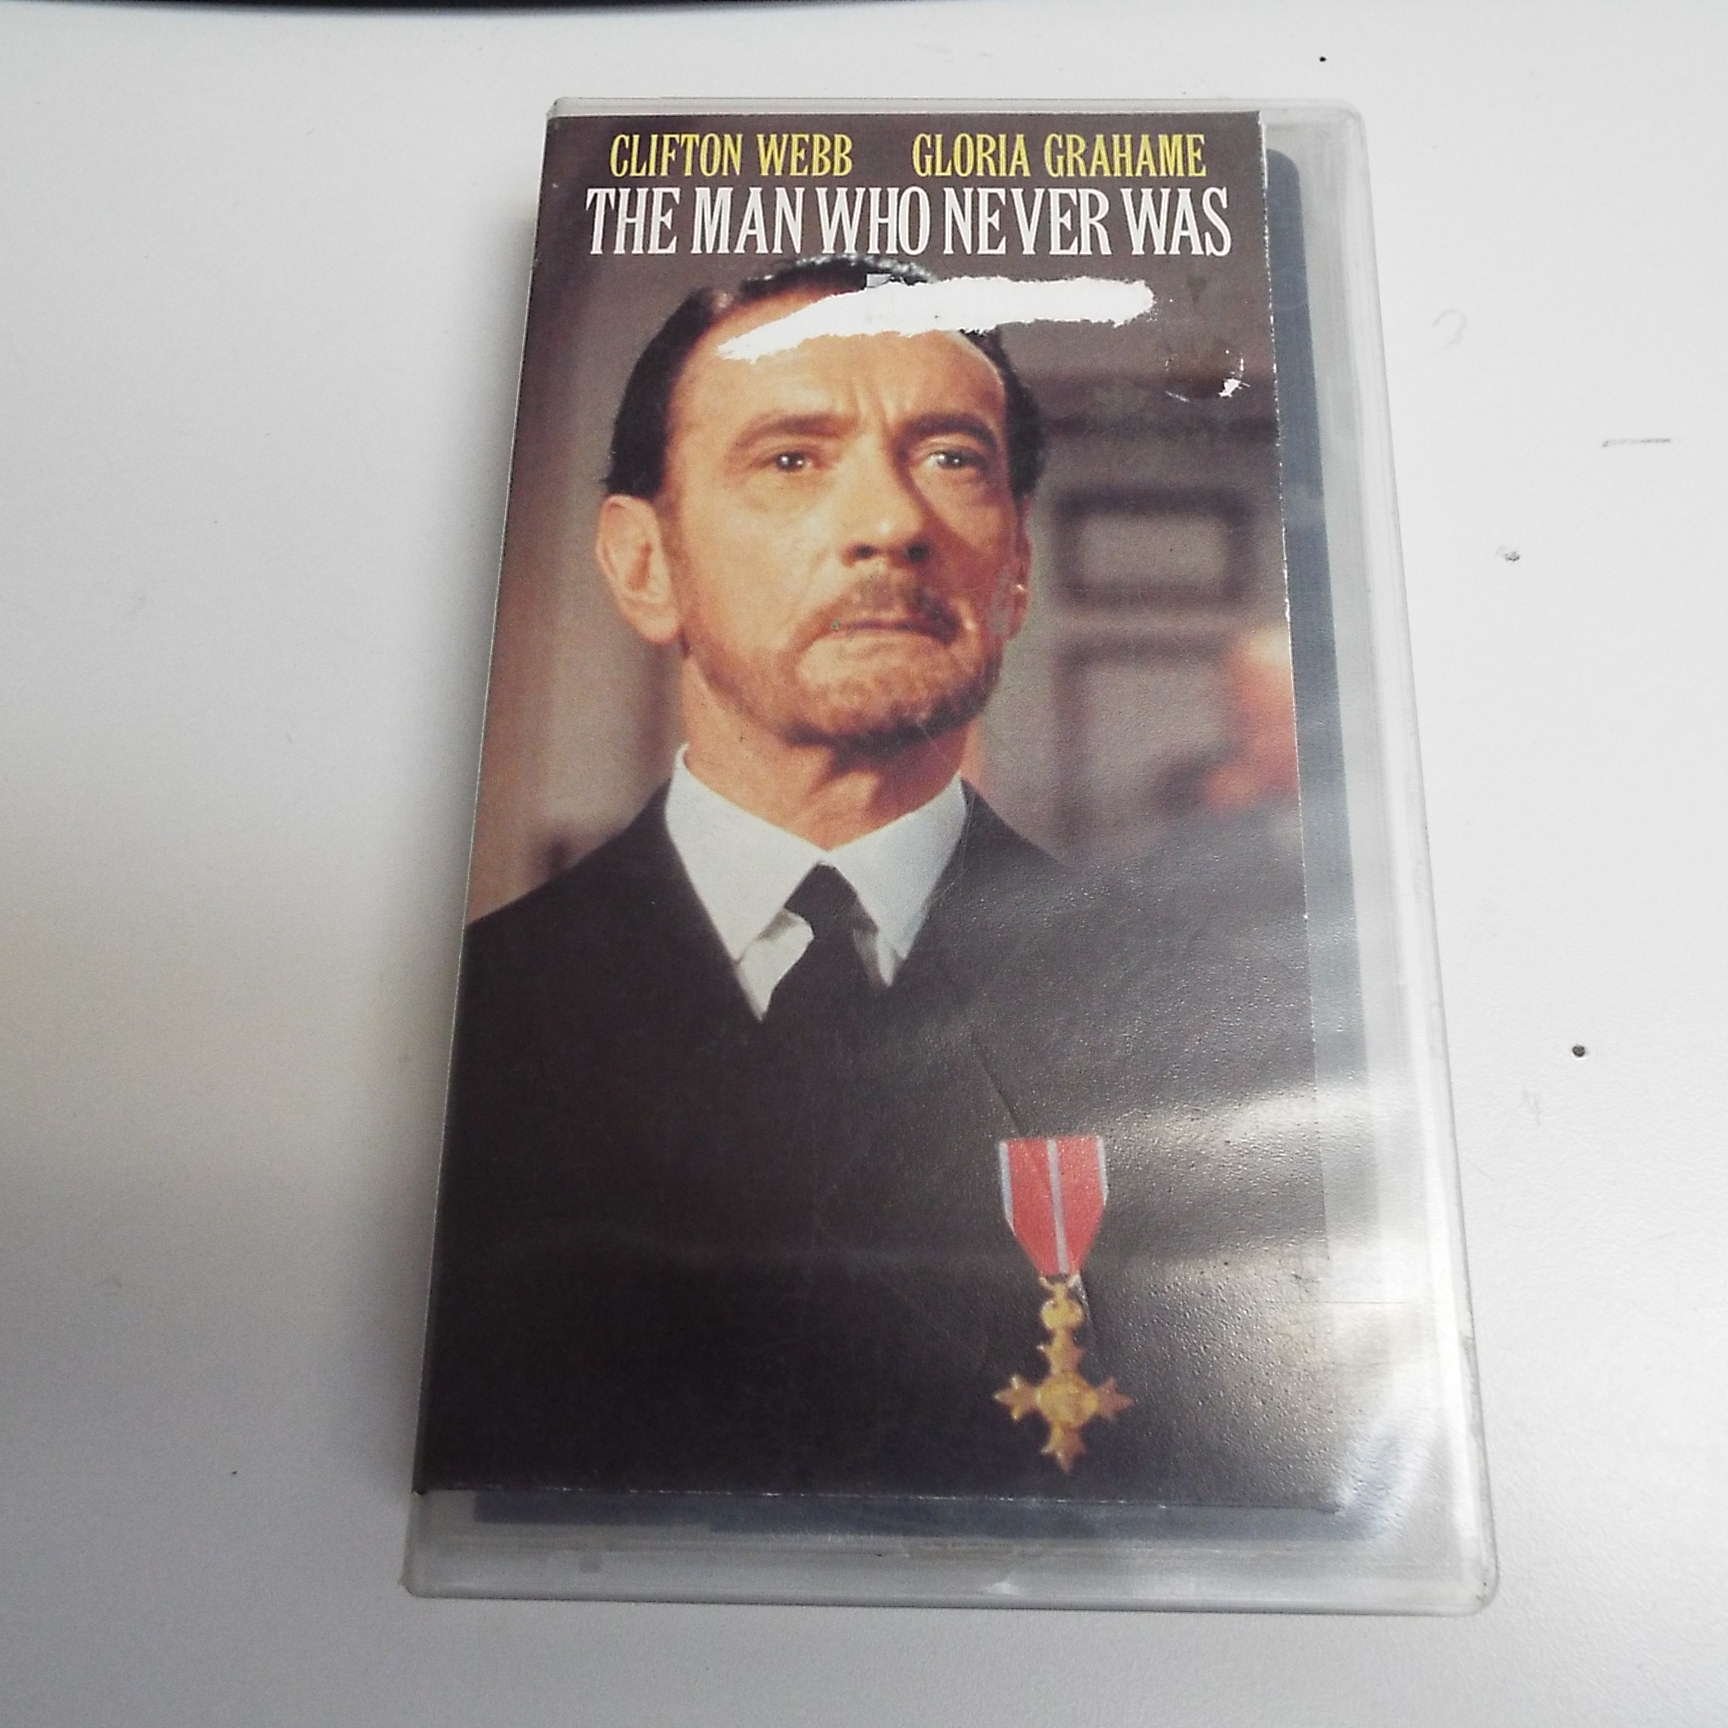 CLIFTON WEBB GLORIA GRAHAME
THE MAN WHO NEVER WAS